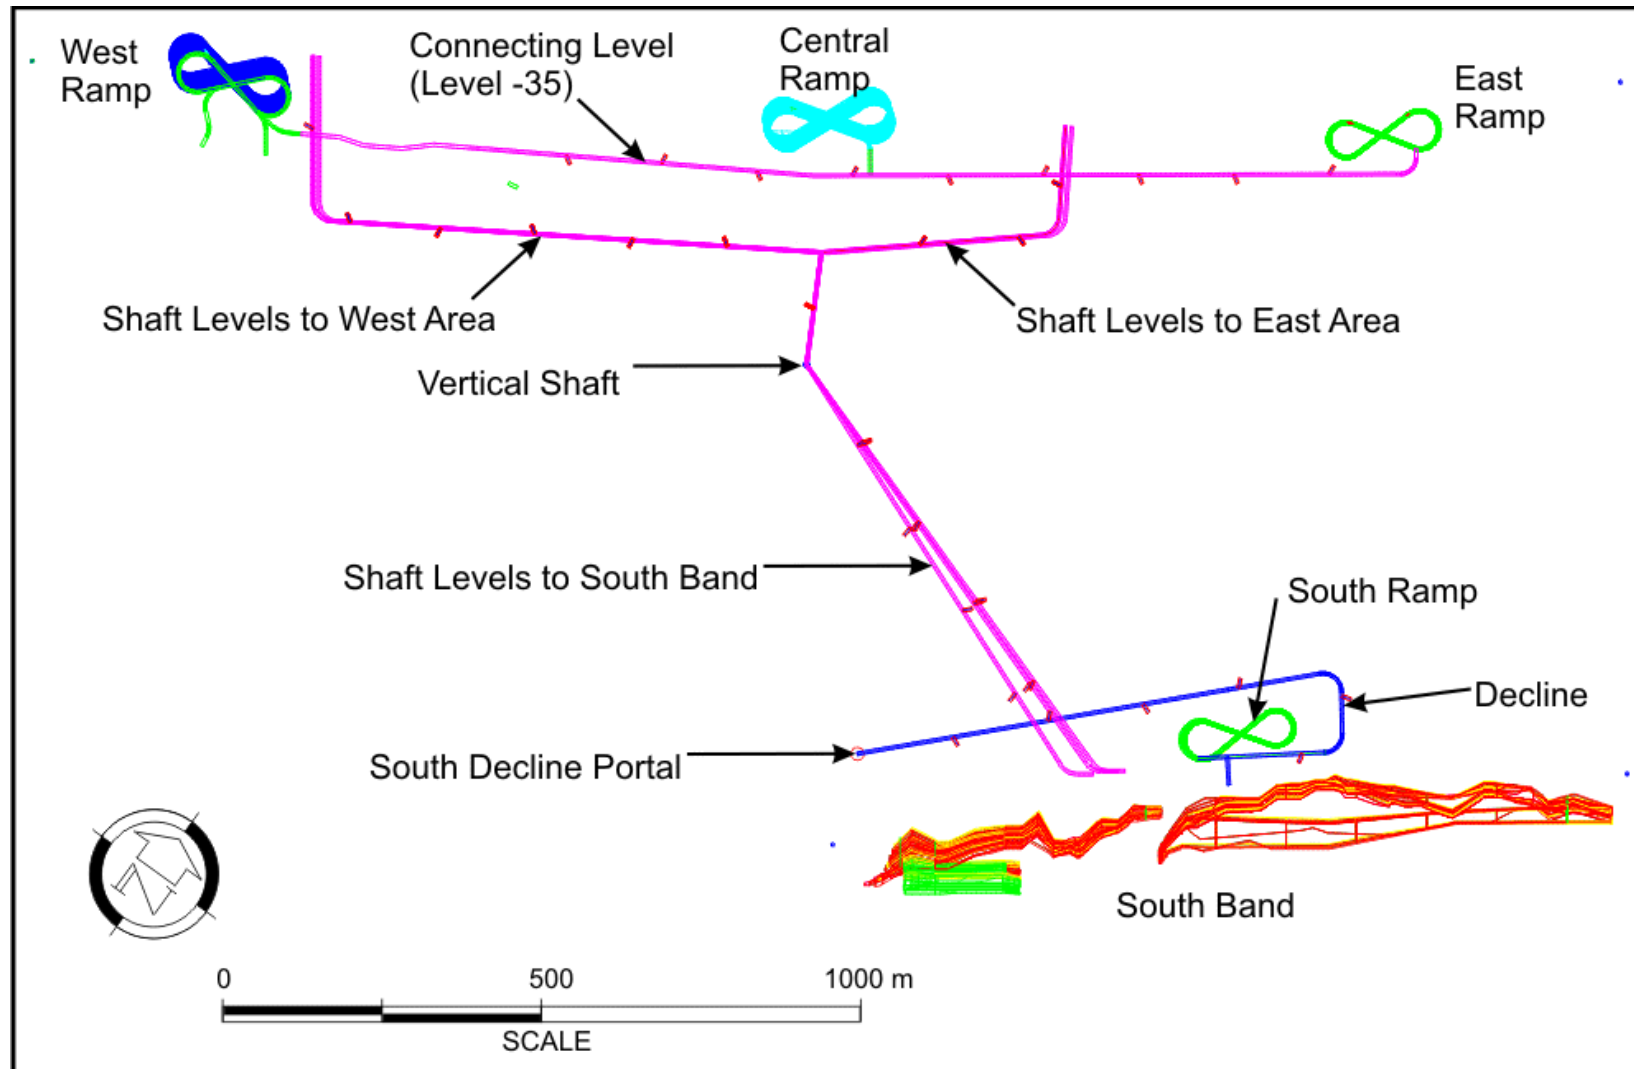 West
Ramp
Connecting Level
(Level -35)
Central
Ramp
East
Ramp
Shaft Levels to West Area
Shaft Levels to East Area
Vertical Shaft
Shaft Levels to South Band
South Ramp
Decline
South Decline Portal
South Band
0 500 1000 m
SCALE